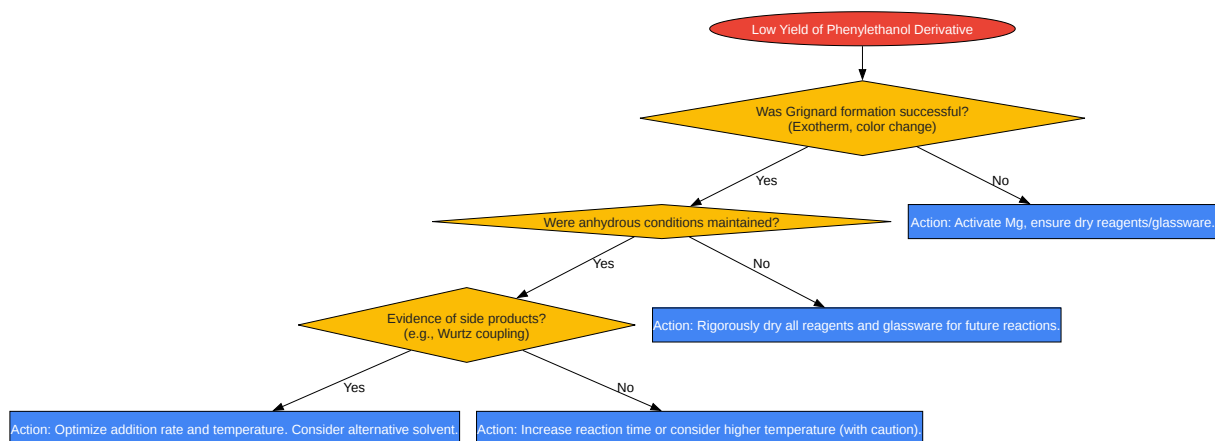 Low Yield of Phenylethanol Derivative
Was Grignard formation successful?
(Exotherm, color change)
Yes
No
Were anhydrous conditions maintained?
Action: Activate Mg, ensure dry reagents/glassware.
Yes
No
Evidence of side products?
(e.g., Wurtz coupling)
Action: Rigorously dry all reagents and glassware for future reactions.
Yes
No
Action: Optimize addition rate and temperature. Consider alternative solvent.
Action: Increase reaction time or consider higher temperature (with caution).